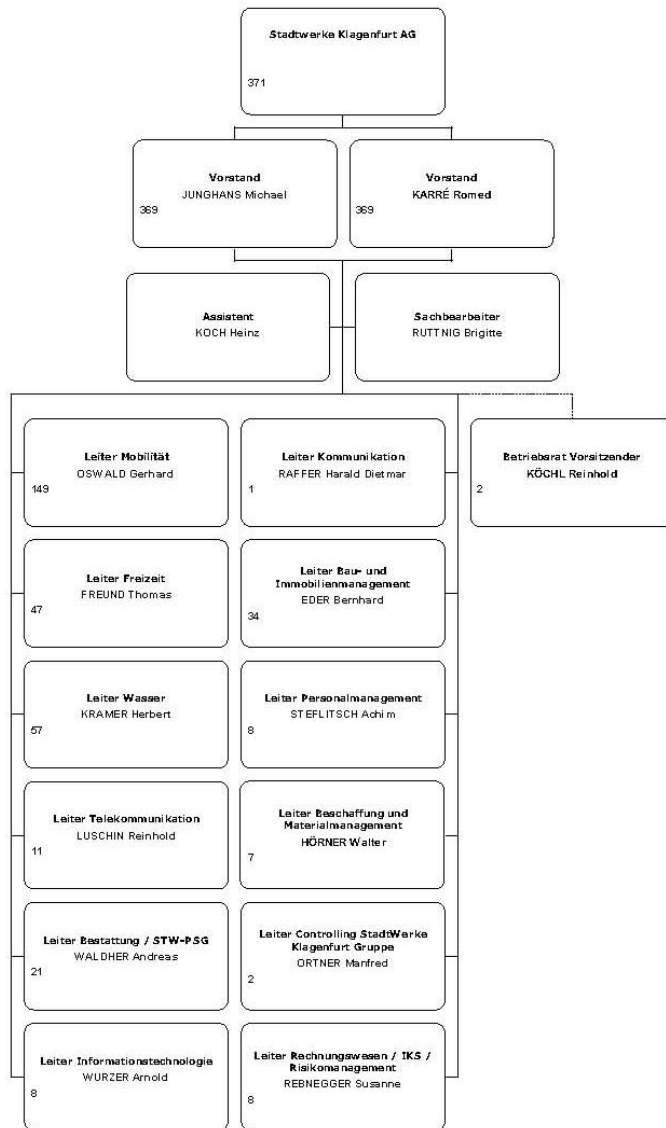 Stadtwerke Klagenfurt AG
371
Vorstand
JUNGHANS Michael
369
Vorstand
KARRÉ Romed
369
Assistent
KOCH Heinz
Sachbearbeiter
RUTTNIG Brigitte
Leiter Mobilität
OSWALD Gerhard
149
Leiter Kommunikation
RAFFER Harald Dietmar
1
Betriebsrat Vorsitzender
KÖCHL Reinhold
2
Leiter Freizeit
FREUND Thomas
47
Leiter Bau- und
Immobilienmanagement
EDER Bernhard
34
Leiter Wasser
KRAMER Herbert
57
Leiter Personalmanagement
STEFLITSCH Achim
8
Leiter Telekommunikation
LUSCHIN Reinhold
11
Leiter Beschaffung und
Materialmanagement
HÖRNER Walter
7
Leiter Bestattung / STW-PSG
WALDHER Andreas
21
Leiter Controlling StadtWerke
Klagenfurt Gruppe
ORTNER Manfred
2
Leiter Informationstechnologie
WURZER Arnold
8
Leiter Rechnungswesen / IKS /
Risikomanagement
REBNEGGER Susanne
8